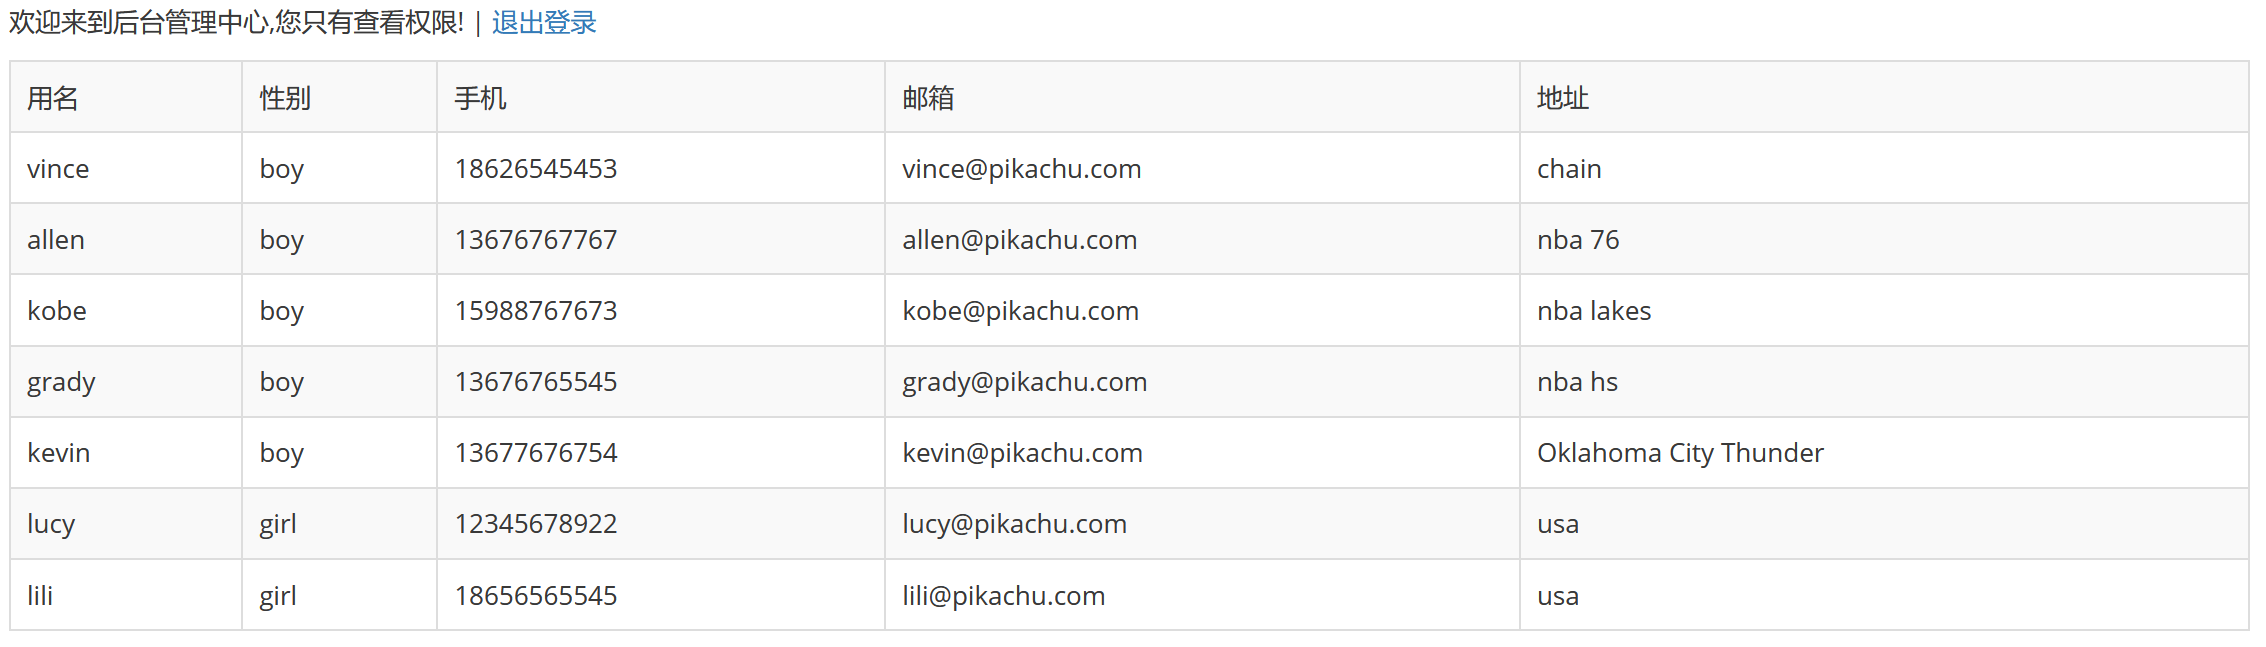 欢迎来到后台管理中心,您只有查看权限! | 退出登录
用名 性别 手机 邮箱 地址
vince boy 18626545453 vince@pikachu.com chain
allen boy 13676767767 allen@pikachu.com nba 76
kobe boy 15988767673 kobe@pikachu.com nba lakes
grady boy 13676765545 grady@pikachu.com nba hs
kevin boy 13677676754 kevin@pikachu.com Oklahoma City Thunder
lucy girl 12345678922 lucy@pikachu.com usa
lili girl 18656565545 lili@pikachu.com usa